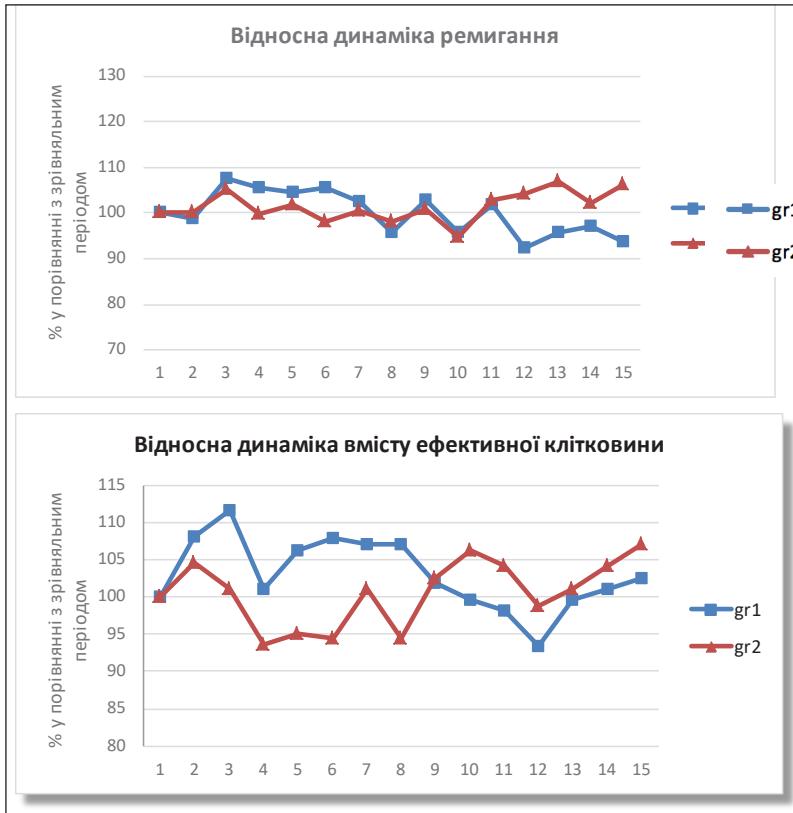 Відносна динаміка ремигання
% у порівнянні з зрівняльним
періодом
130
120
110
100
90
80
70
1 2 3 4 5 6 7 8 9 10 11 12 13 14 15
gr1
gr2
Відносна динаміка вмісту ефективної клітковини
% у порівнянні з зрівняльним
періодом
115
110
105
100
95
90
85
80
1 2 3 4 5 6 7 8 9 10 11 12 13 14 15
gr1
gr2